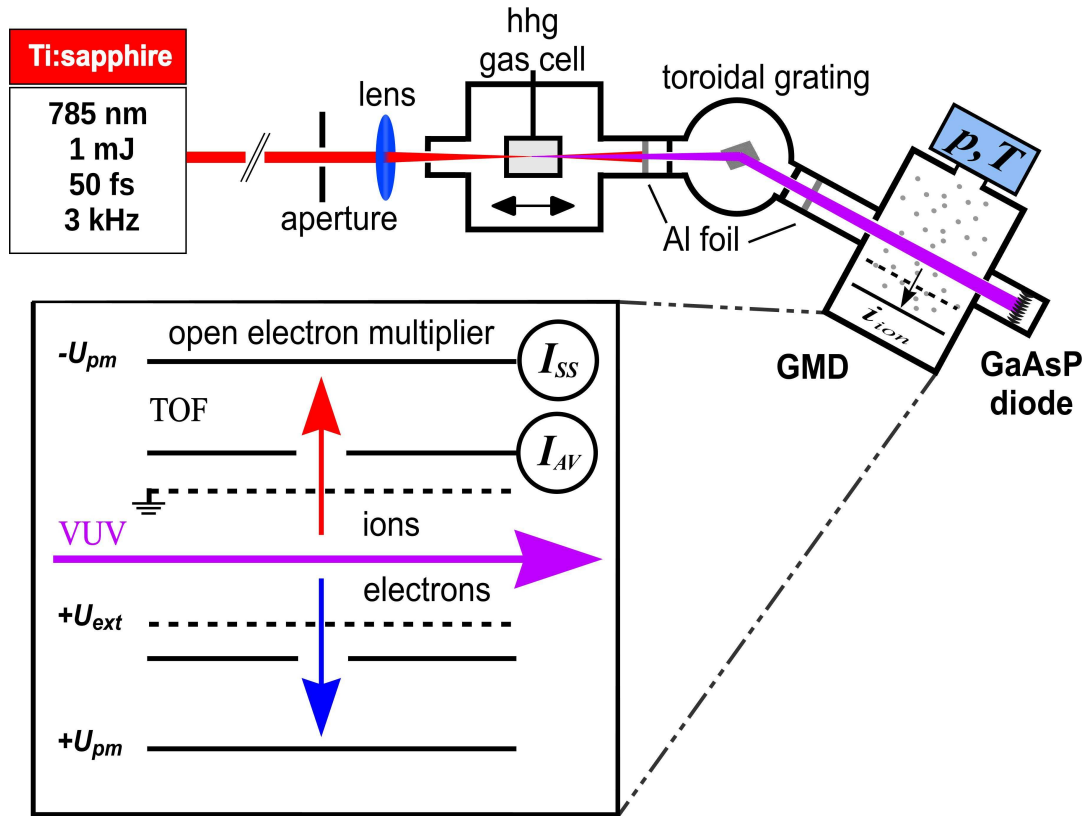 Ti:sapphire
785 nm
1 mJ
50 fs
3 kHz
aperture
lens
hhg
gas cell
toroidal grating
Al foil
p, T
i_ion
GMD
GaAsP
diode
open electron multiplier
-U_pm
I_SS
TOF
I_AV
ions
VUV
electrons
+U_ext
+U_pm